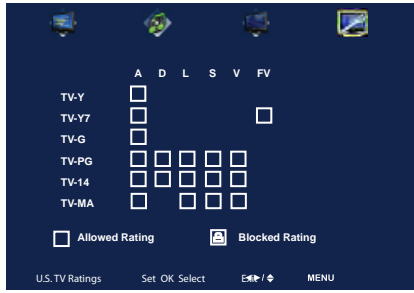 A D L S V FV
TV-Y
TV-Y7
TV-G
TV-PG
TV-14
TV-MA
Allowed Rating Blocked Rating
U.S. TV Ratings Set OK Select MENU